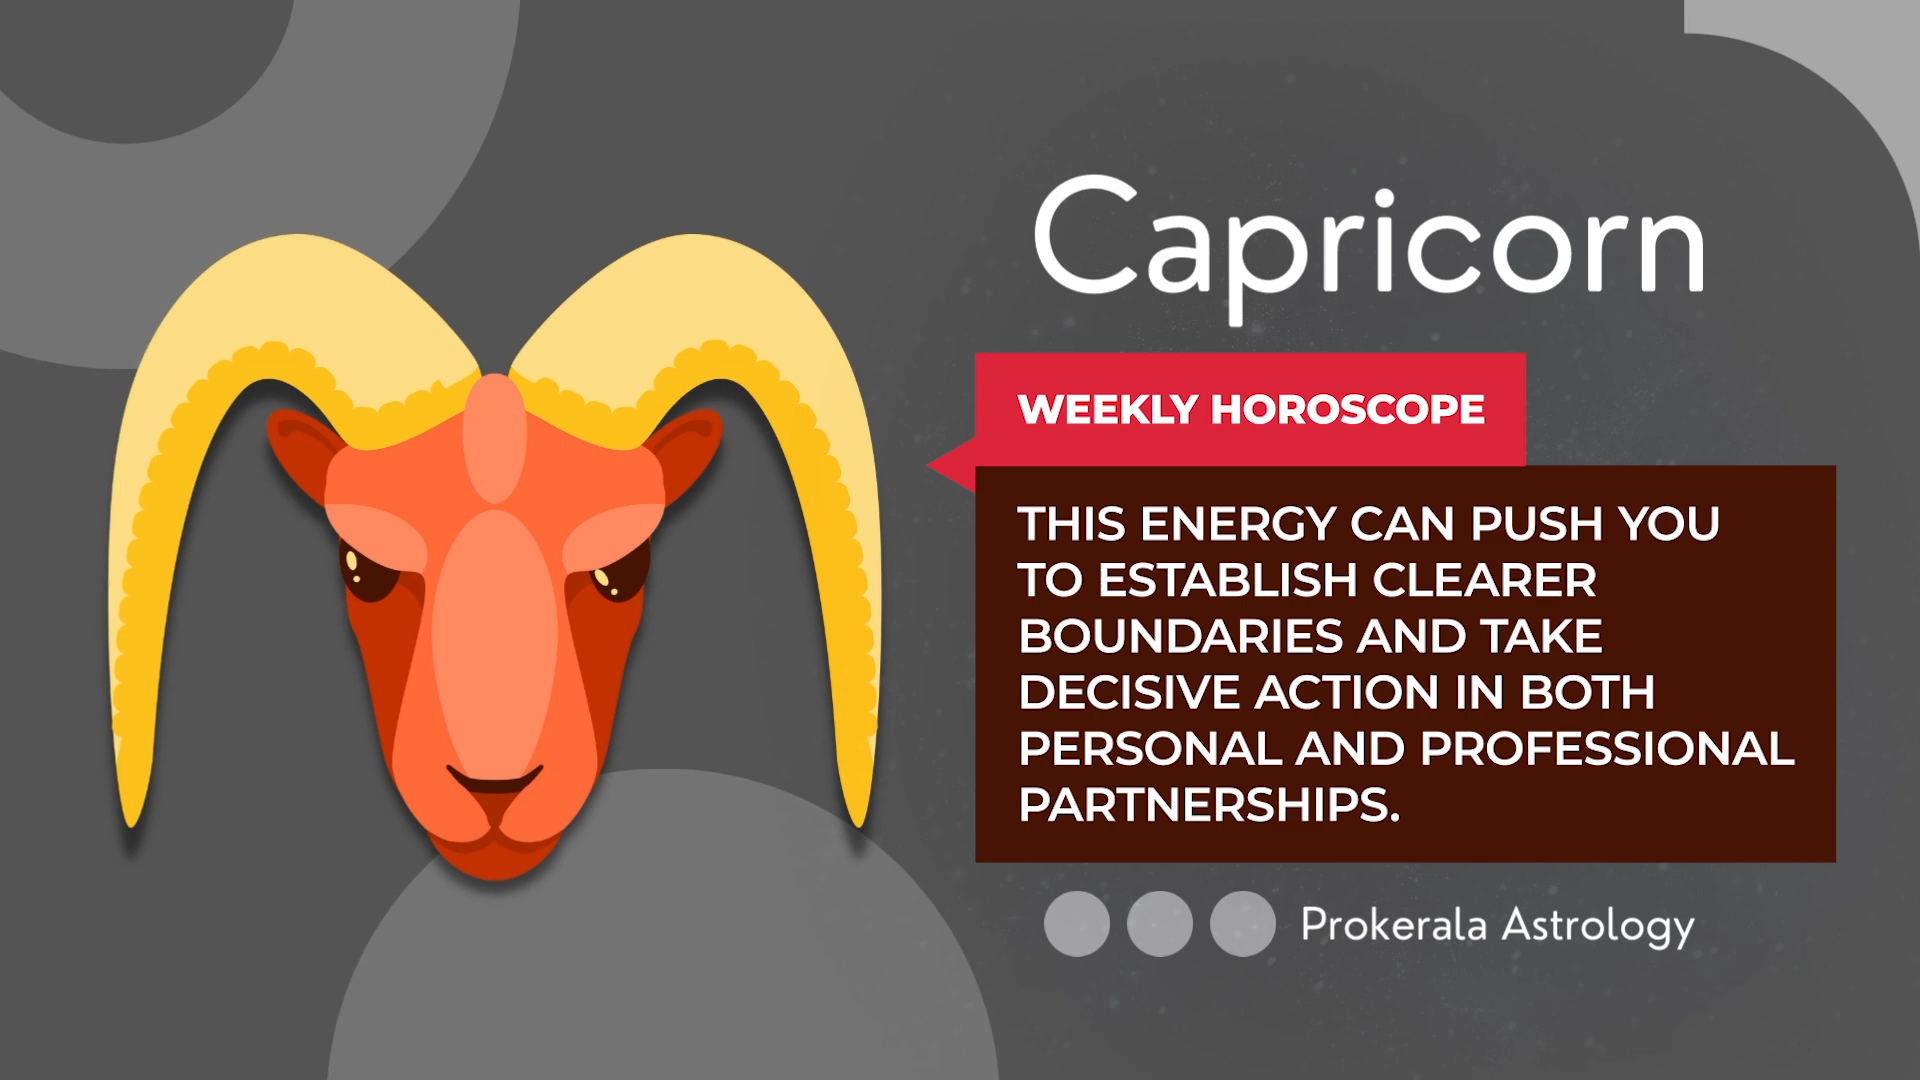 Capricorn
WEEKLY HOROSCOPE
THIS ENERGY CAN PUSH YOU
TO ESTABLISH CLEARER
BOUNDARIES AND TAKE
DECISIVE ACTION IN BOTH
PERSONAL AND PROFESSIONAL
PARTNERSHIPS.
Prokerala Astrology